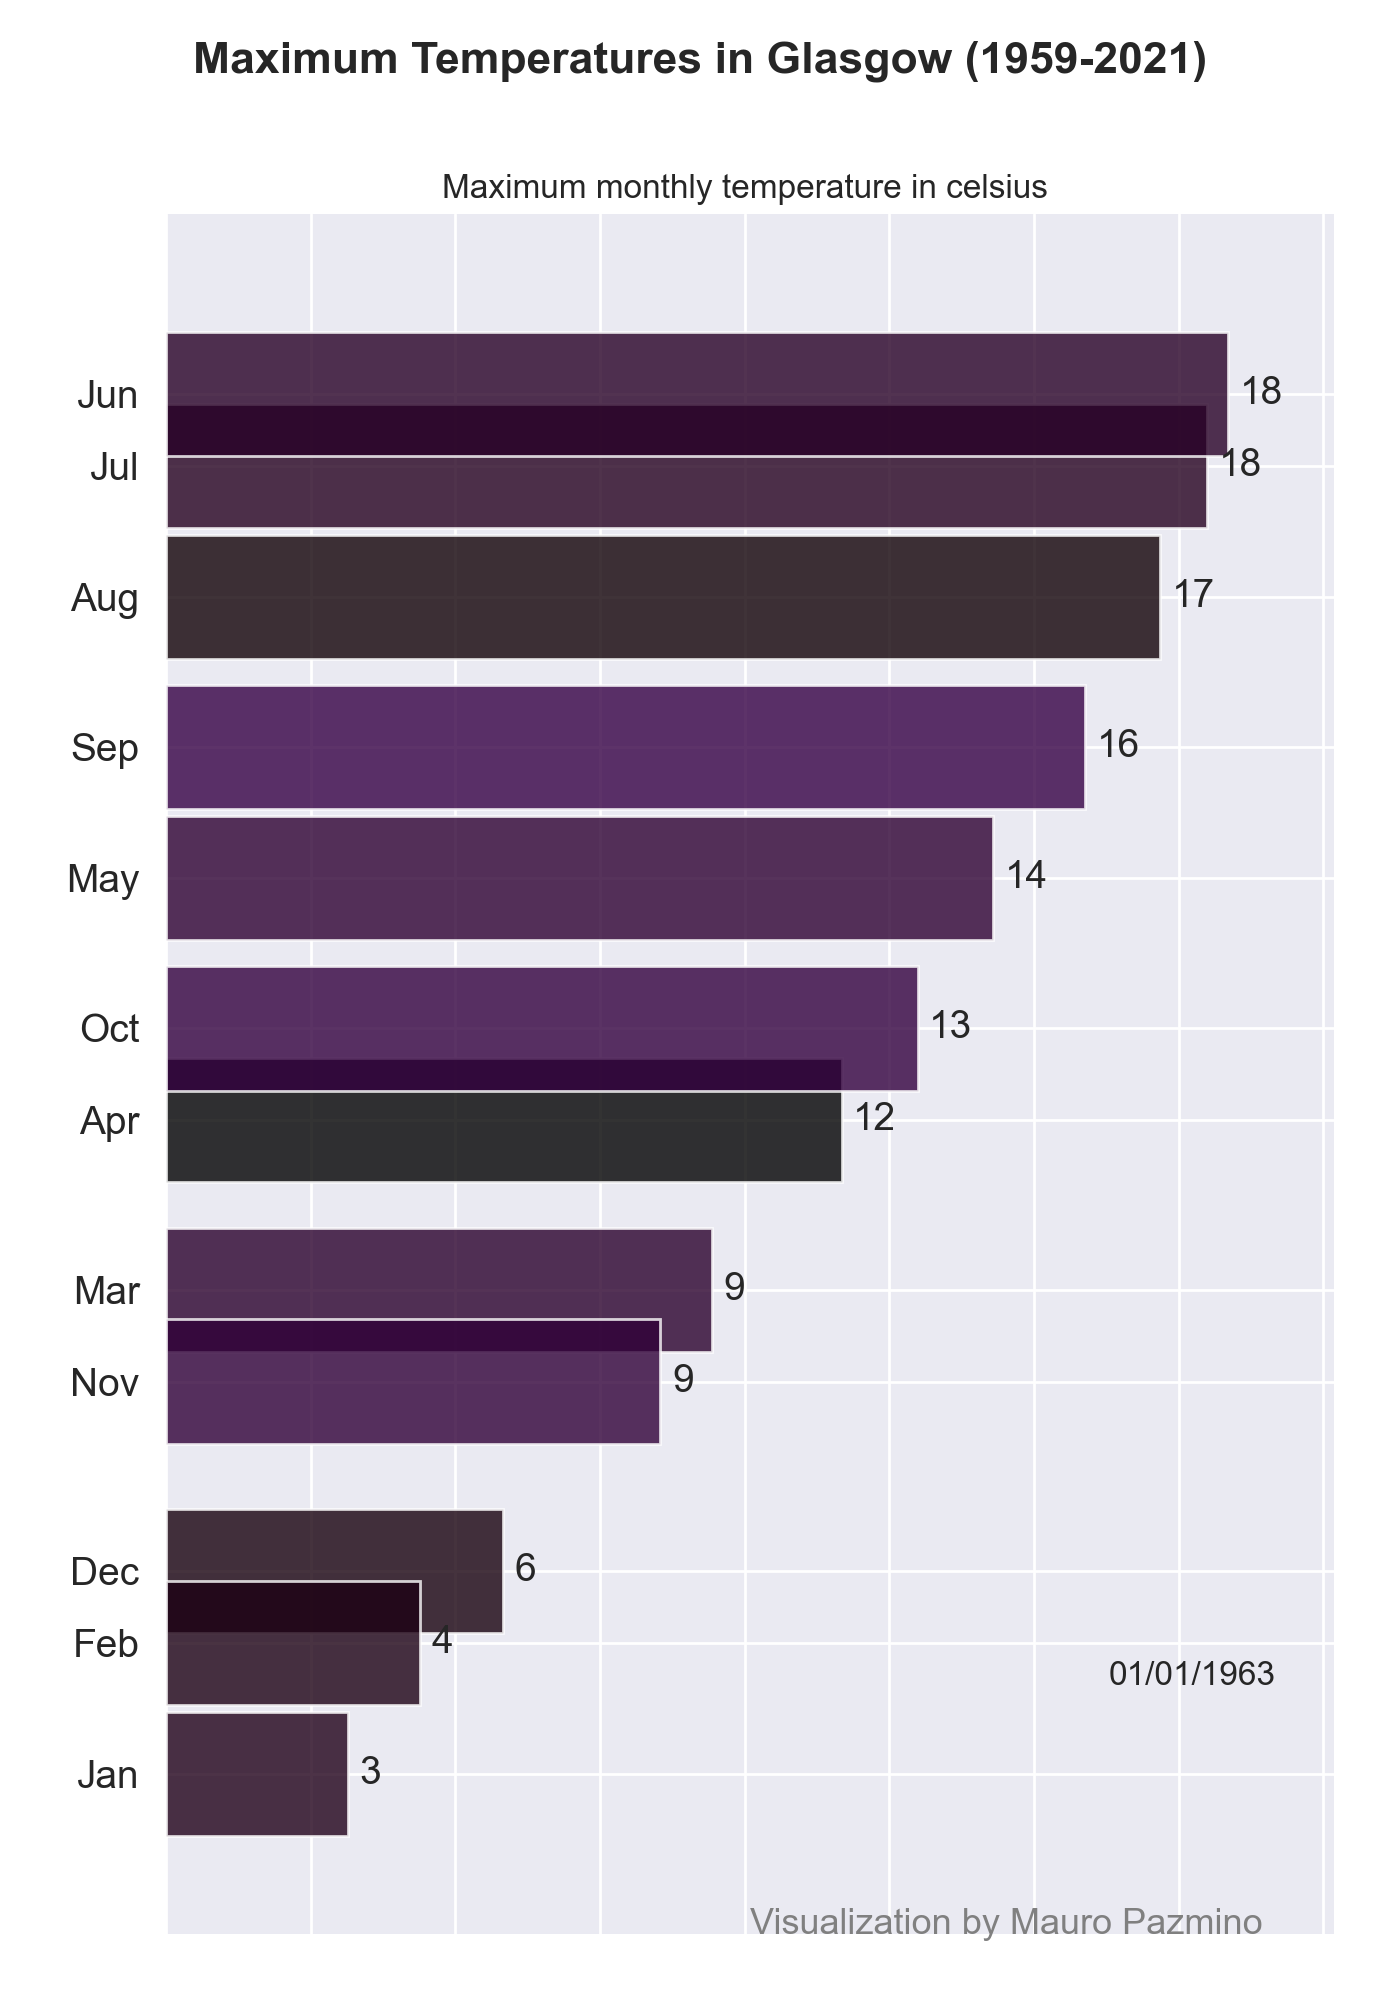 Maximum Temperatures in Glasgow (1959-2021)
Maximum monthly temperature in celsius
Jun 18
Jul 18
Aug 17
Sep 16
May 14
Oct 13
Apr 12
Mar 9
Nov 9
Dec 6
Feb 4
01/01/1963
Jan 3
Visualization by Mauro Pazmino